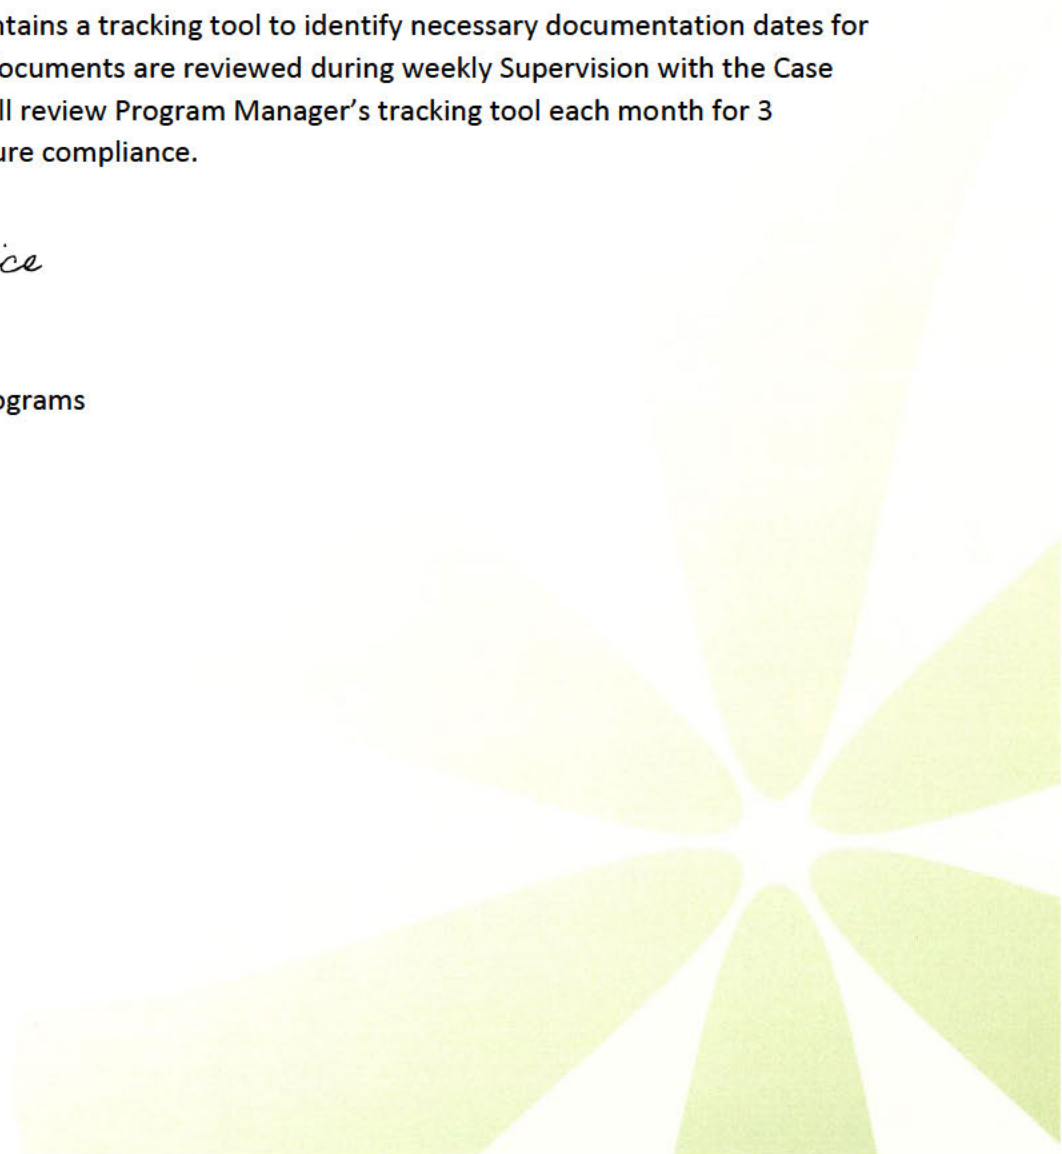 ntains a tracking tool to identify necessary documentation dates for
ocuments are reviewed during weekly Supervision with the Case
ll review Program Manager's tracking tool each month for 3
ure compliance.
ice
ograms